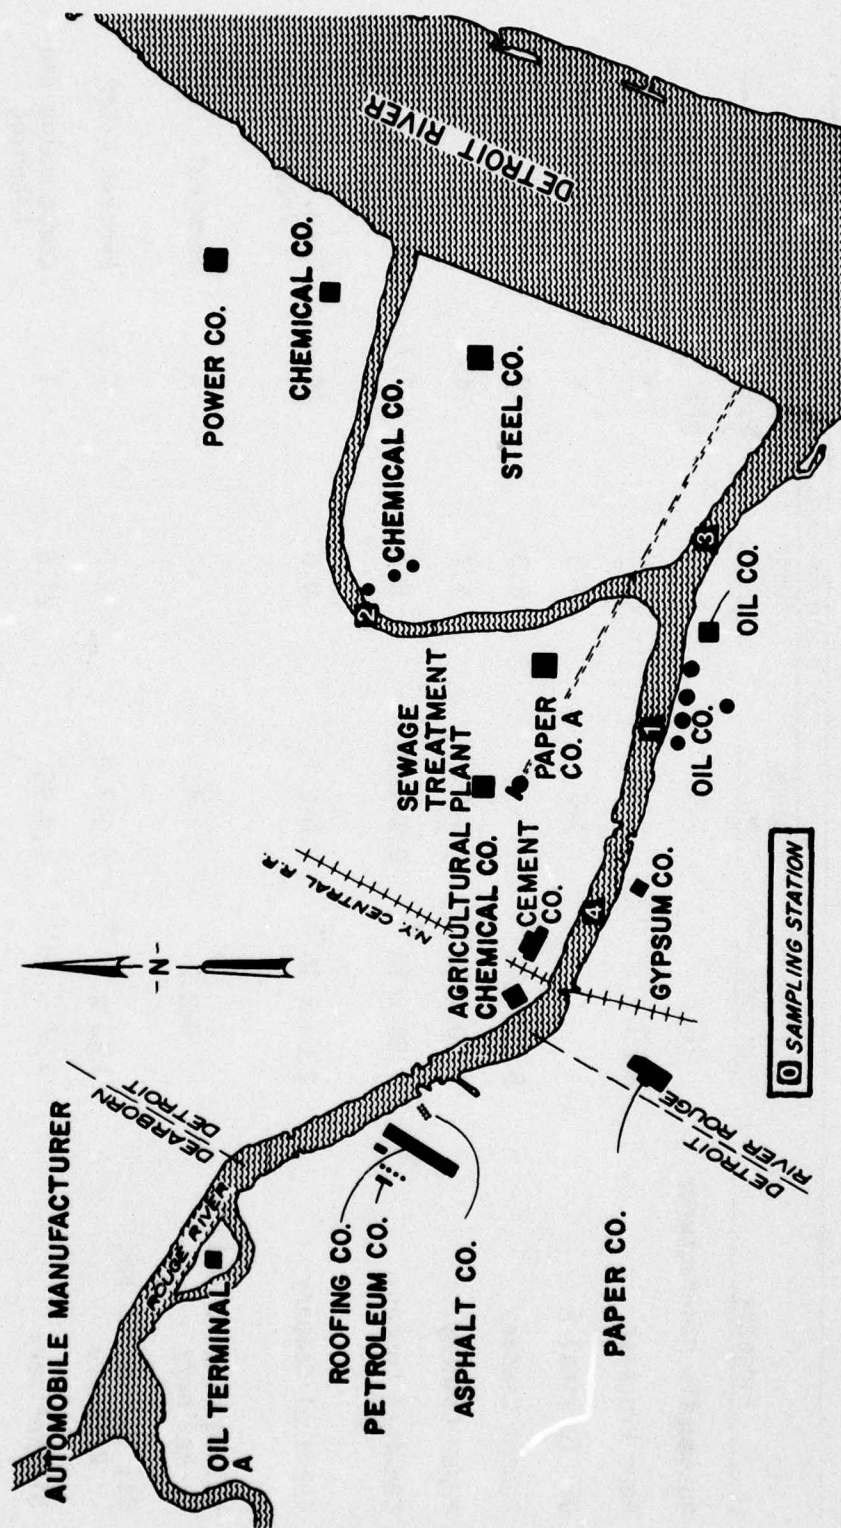 AUTOMOBILE MANUFACTURER
DEARBORN
DETROIT
-N-
N.Y. CENTRAL R.R.
POWER CO.
CHEMICAL CO.
DETROIT RIVER
ROUGE RIVER
OIL TERMINAL
A
ROOFING CO.
PETROLEUM CO.
ASPHALT CO.
PAPER CO.
AGRICULTURAL
CHEMICAL CO.
CEMENT
CO.
SEWAGE
TREATMENT
PLANT
PAPER
CO. A
CHEMICAL CO.
STEEL CO.
2
4
1
3
GYPSUM CO.
OIL CO.
OIL CO.
DETROIT
RIVER ROUGE
0 SAMPLING STATION